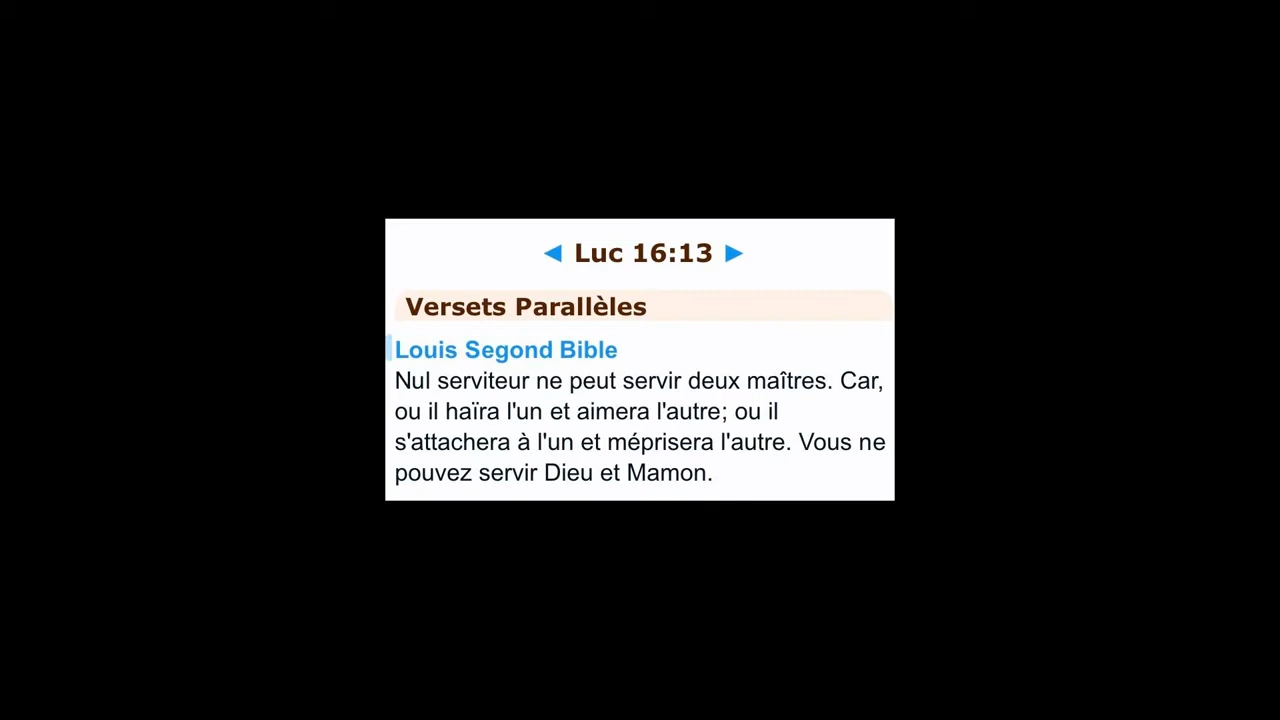 ◄ Luc 16:13 ►
Versets Parallèles
Louis Segond Bible
Nul serviteur ne peut servir deux maîtres. Car,
ou il haïra l'un et aimera l'autre; ou il
s'attachera à l'un et méprisera l'autre. Vous ne
pouvez servir Dieu et Mamon.